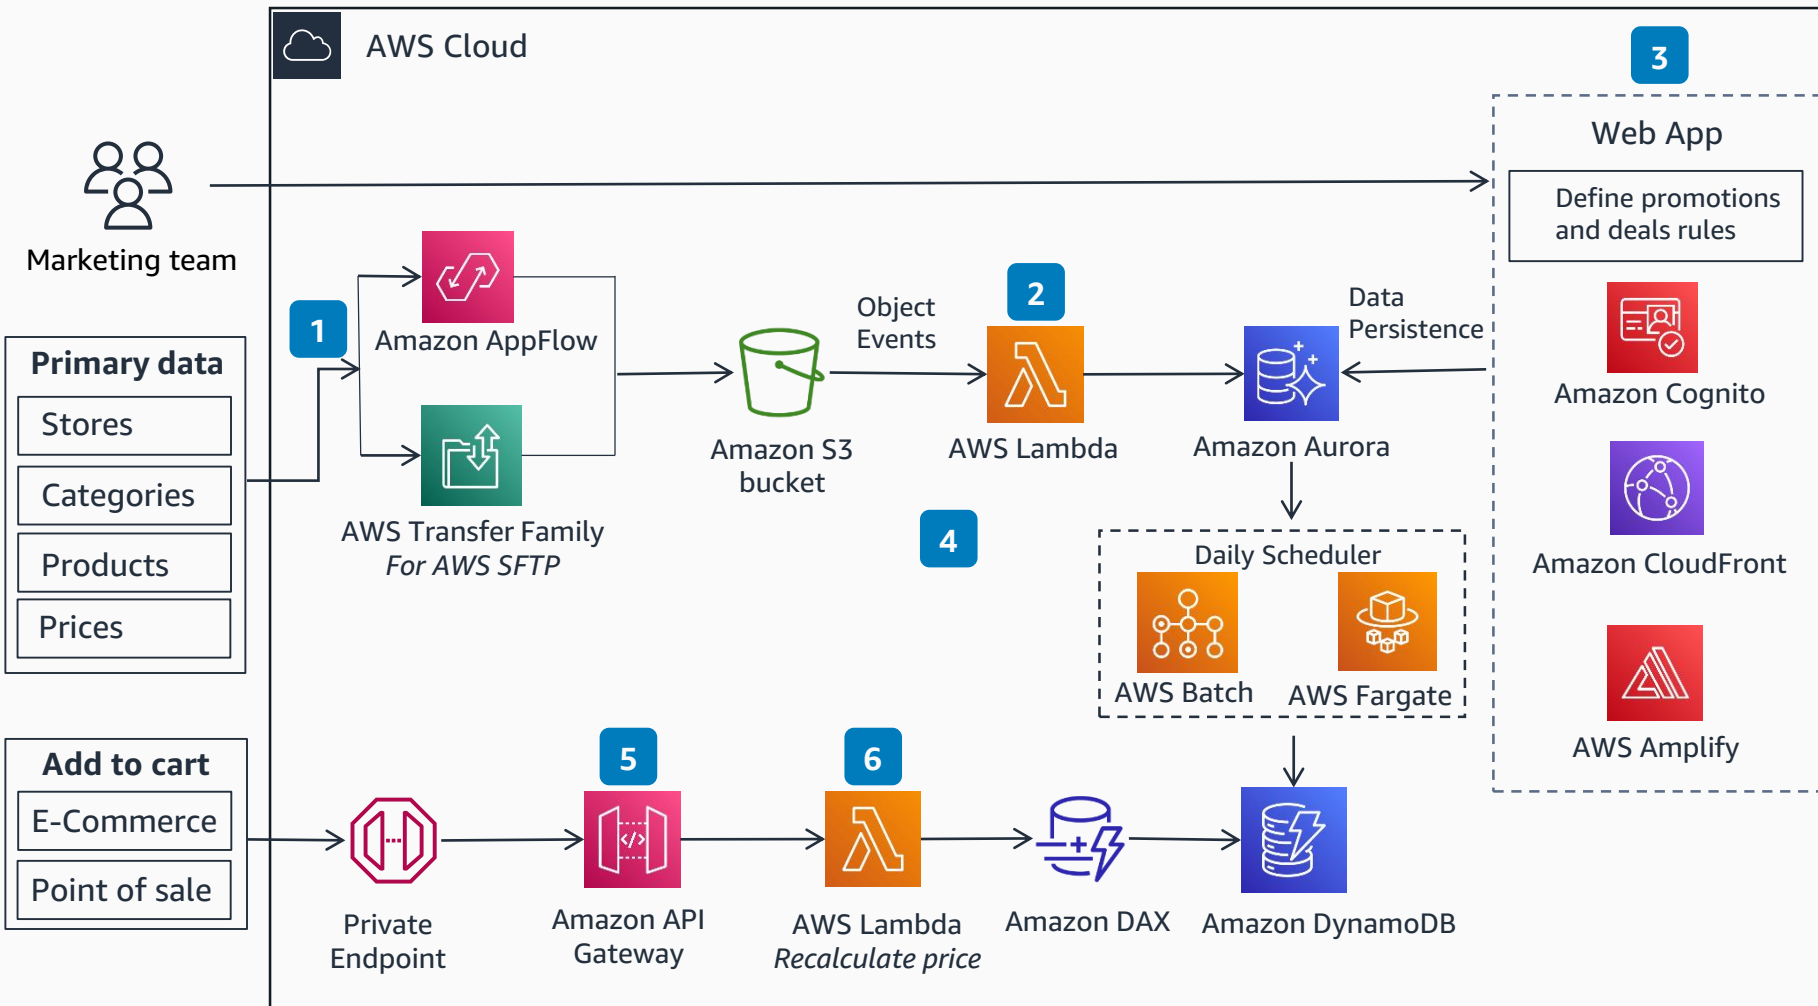 AWS Cloud
3
Web App
Define promotions
and deals rules
Marketing team
1
Amazon AppFlow
Object
Events
2
Data
Persistence
Primary data
Stores
Categories
Products
Prices
AWS Transfer Family
For AWS SFTP
Amazon S3
bucket
AWS Lambda
Amazon Aurora
Amazon Cognito
Amazon CloudFront
AWS Amplify
4
Daily Scheduler
AWS Batch
AWS Fargate
Add to cart
E-Commerce
Point of sale
5
6
Private
Endpoint
</>
Amazon API
Gateway
AWS Lambda
Recalculate price
Amazon DAX
Amazon DynamoDB